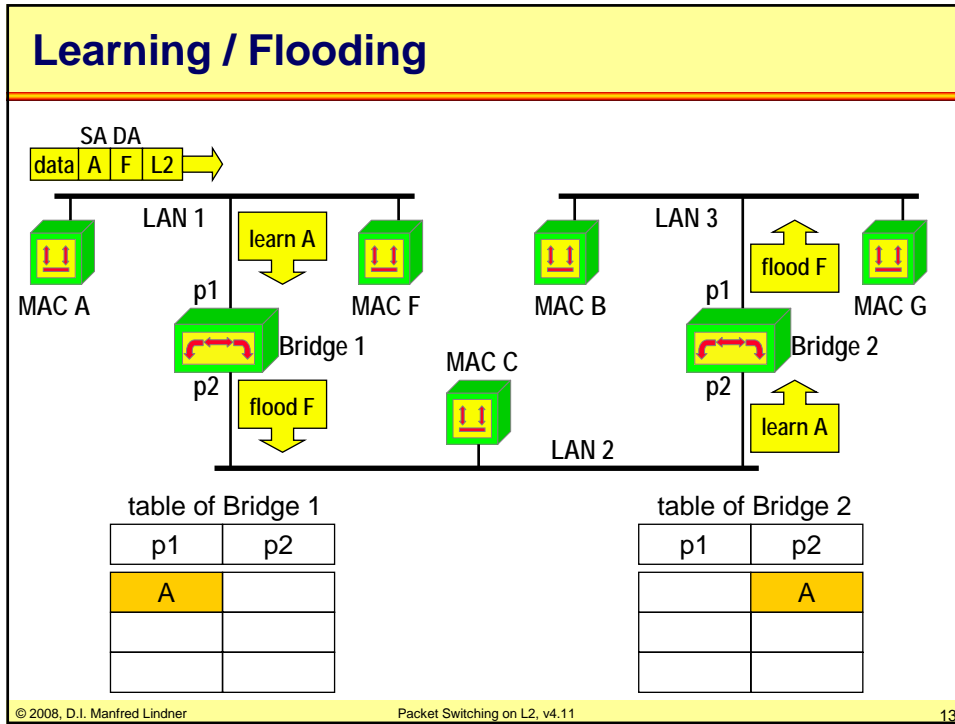 Learning / Flooding
SA DA
data A F L2
LAN 1
LAN 3
learn A
flood F
MAC A
p1
MAC F
MAC B
p1
MAC G
Bridge 1
MAC C
Bridge 2
p2
flood F
p2
learn A
LAN 2
table of Bridge 1
table of Bridge 2
p1 p2
p1 p2
A
A
© 2008, D.I. Manfred Lindner
Packet Switching on L2, v4.11
13